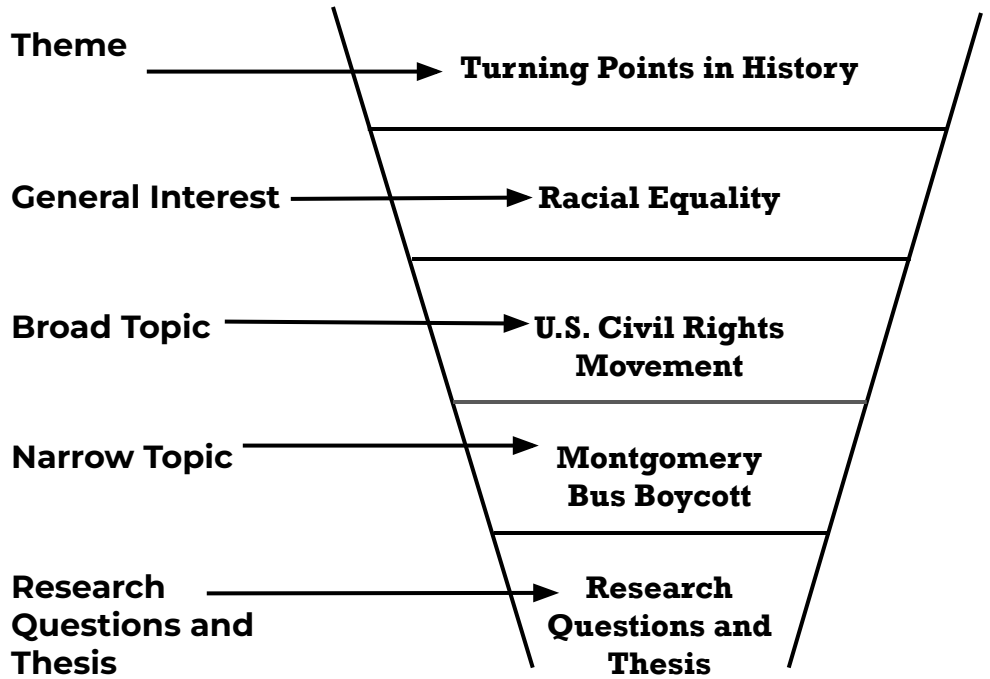 Theme
Turning Points in History
General Interest
Racial Equality
Broad Topic
U.S. Civil Rights
Movement
Narrow Topic
Montgomery
Bus Boycott
Research
Questions and
Thesis
Research
Questions and
Thesis